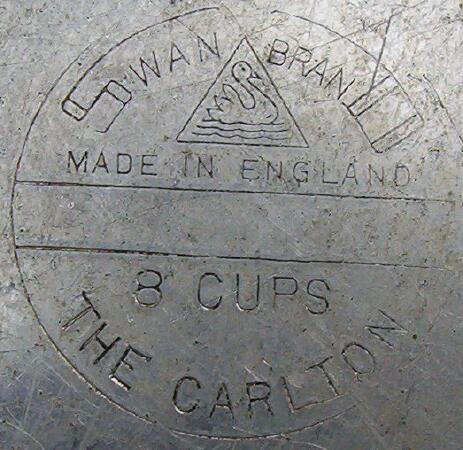 SWAN BRAND
MADE IN ENGLAND
8 CUPS
THE CARLTON